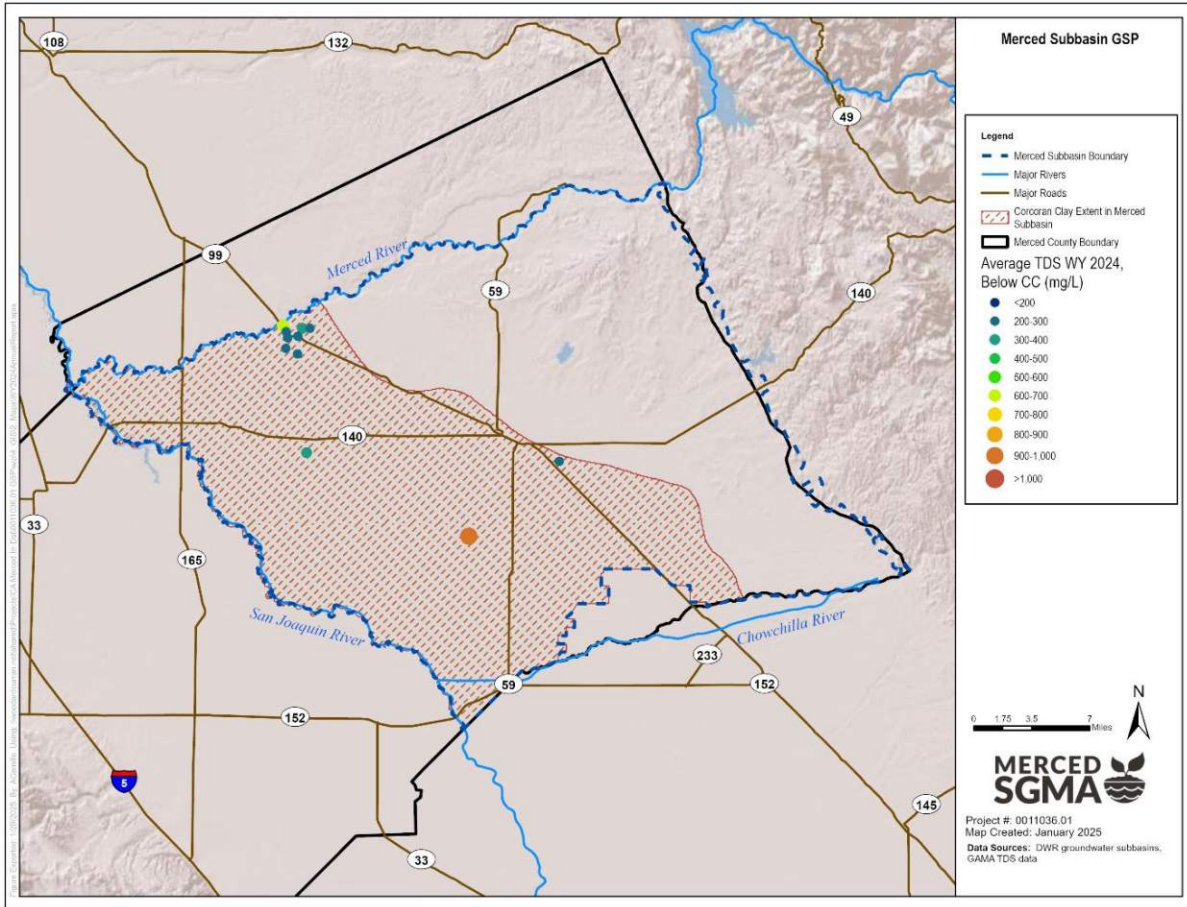 108
132
49
99
Merced River
59
140
140
33
165
San Joaquin River
Chowchilla River
233
59
152
152
5
33
145
Merced Subbasin GSP
Legend
Merced Subbasin Boundary
Major Rivers
Major Roads
Corcoran Clay Extent in Merced
Subbasin
Merced County Boundary
Average TDS WY 2024,
Below CC (mg/L)
<200
200-300
300-400
400-500
500-600
600-700
700-800
800-900
900-1,000
>1,000
N
0 1.75 3.5 7
Miles
MERCED
SGMA
Project #: 0011036.01
Map Created: January 2025
Data Sources: DWR groundwater subbasins,
GAMA TDS data